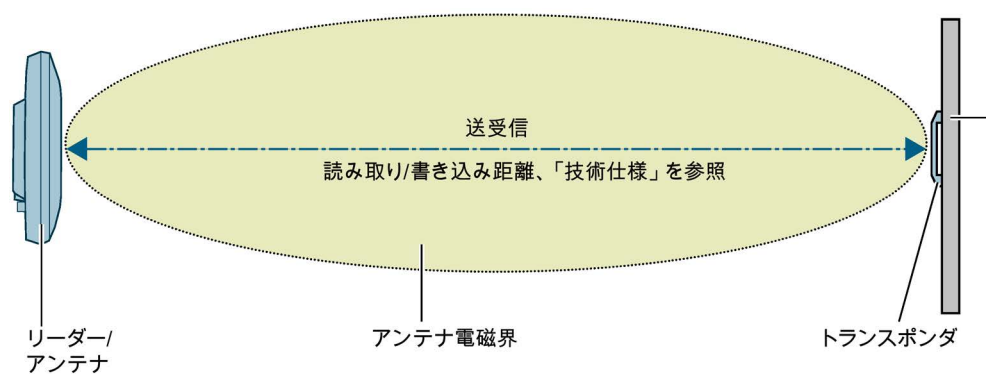 送受信
読み取り/書き込み距離、「技術仕様」を参照
リーダー/
アンテナ
アンテナ電磁界
トランスポンダ